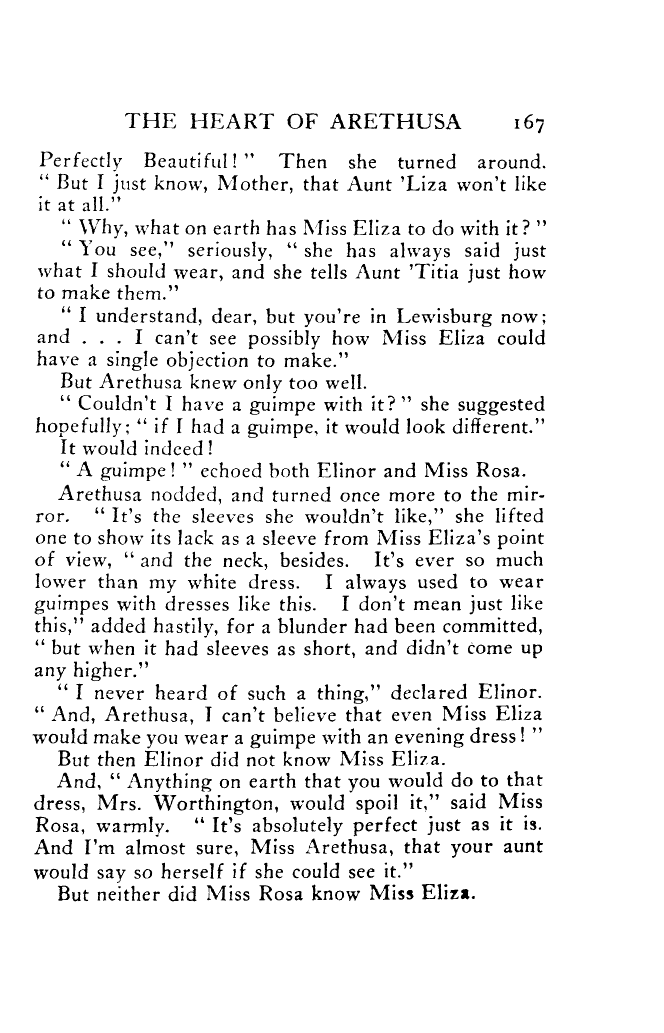 THE HEART OF ARETHUSA 167
Perfectly Beautiful!" Then she turned around.
" But I just know, Mother, that Aunt 'Liza won't like
it at all."
" Why, what on earth has Miss Eliza to do with it? "
" You see," seriously, " she has always said just
what I should wear, and she tells Aunt 'Titia just how
to make them."
" I understand, dear, but you're in Lewisburg now;
and . . . I can't see possibly how Miss Eliza could
have a single objection to make."
But Arethusa knew only too well.
" Couldn't I have a guimpe with it? " she suggested
hopefully; " if I had a guimpe, it would look different."
It would indeed!
" A guimpe! " echoed both Elinor and Miss Rosa.
Arethusa nodded, and turned once more to the mir-
ror. " It's the sleeves she wouldn't like," she lifted
one to show its lack as a sleeve from Miss Eliza's point
of view, " and the neck, besides. It's ever so much
lower than my white dress. I always used to wear
guimpes with dresses like this. I don't mean just like
this," added hastily, for a blunder had been committed,
" but when it had sleeves as short, and didn't come up
any higher."
" I never heard of such a thing," declared Elinor.
" And, Arethusa, I can't believe that even Miss Eliza
would make you wear a guimpe with an evening dress! "
But then Elinor did not know Miss Eliza.
And, " Anything on earth that you would do to that
dress, Mrs. Worthington, would spoil it," said Miss
Rosa, warmly. " It's absolutely perfect just as it is.
And I'm almost sure, Miss Arethusa, that your aunt
would say so herself if she could see it."
But neither did Miss Rosa know Miss Eliza.